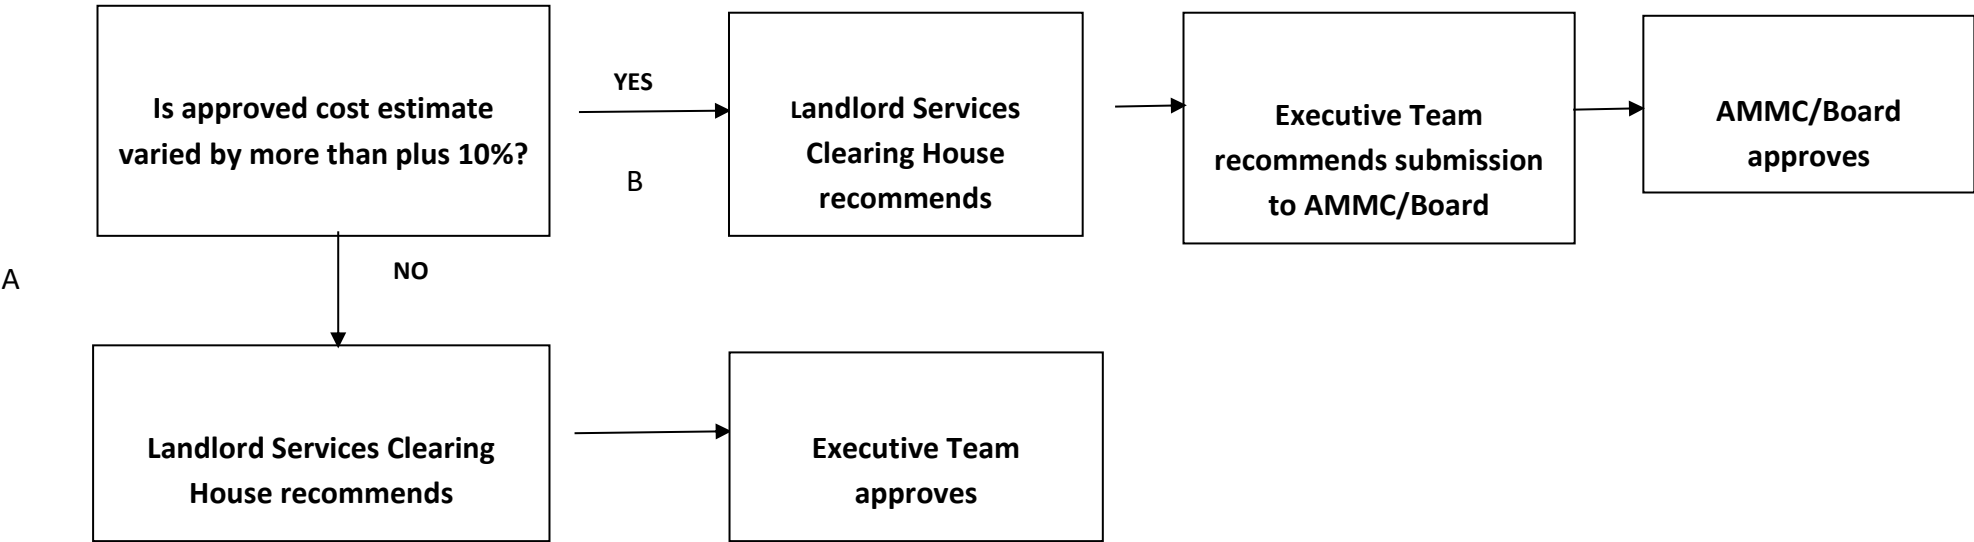 Is approved cost estimate
varied by more than plus 10%?
YES
B
Landlord Services
Clearing House
recommends
Executive Team
recommends submission
to AMMC/Board
AMMC/Board
approves
A
NO
Landlord Services Clearing
House recommends
Executive Team
approves